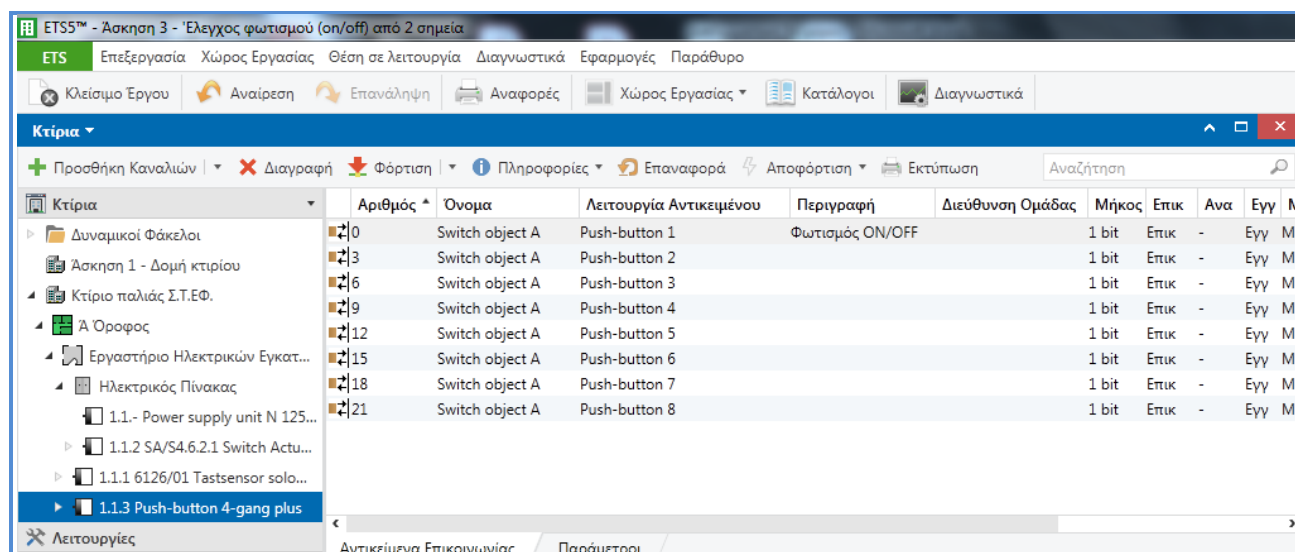 ETS5™ - Άσκηση 3 - 'Έλεγχος φωτισμού (on/off) από 2 σημεία
ETS Επεξεργασία Χώρος Εργασίας Θέση σε λειτουργία Διαγνωστικά Εφαρμογές Παράθυρο
Κλείσιμο Έργου Αναίρεση Επανάληψη Αναφορές Χώρος Εργασίας Κατάλογοι Διαγνωστικά
Κτίρια
Προσθήκη Καναλιών Διαγραφή Φόρτιση Πληροφορίες Επαναφορά Αποφόρτιση Εκτύπωση Αναζήτηση
Κτίρια
Δυναμικοί Φάκελοι
Άσκηση 1 - Δομή κτιρίου
Κτίριο παλιάς Σ.Τ.ΕΦ.
Ά Όροφος
Εργαστήριο Ηλεκτρικών Εγκατ...
Ηλεκτρικός Πίνακας
1.1.- Power supply unit N 125...
1.1.2 SA/S4.6.2.1 Switch Actu...
1.1.1 6126/01 Tastsensor solo...
1.1.3 Push-button 4-gang plus
Λειτουργίες
Αριθμός Όνομα Λειτουργία Αντικειμένου Περιγραφή Διεύθυνση Ομάδας Μήκος Επικ Ανα Εγγ Μ
0 Switch object A Push-button 1 Φωτισμός ON/OFF 1 bit Επικ - Εγγ Μ
3 Switch object A Push-button 2 1 bit Επικ - Εγγ Μ
6 Switch object A Push-button 3 1 bit Επικ - Εγγ Μ
9 Switch object A Push-button 4 1 bit Επικ - Εγγ Μ
12 Switch object A Push-button 5 1 bit Επικ - Εγγ Μ
15 Switch object A Push-button 6 1 bit Επικ - Εγγ Μ
18 Switch object A Push-button 7 1 bit Επικ - Εγγ Μ
21 Switch object A Push-button 8 1 bit Επικ - Εγγ Μ
Αντικείμενα Επικοινωνίας Παράμετροι